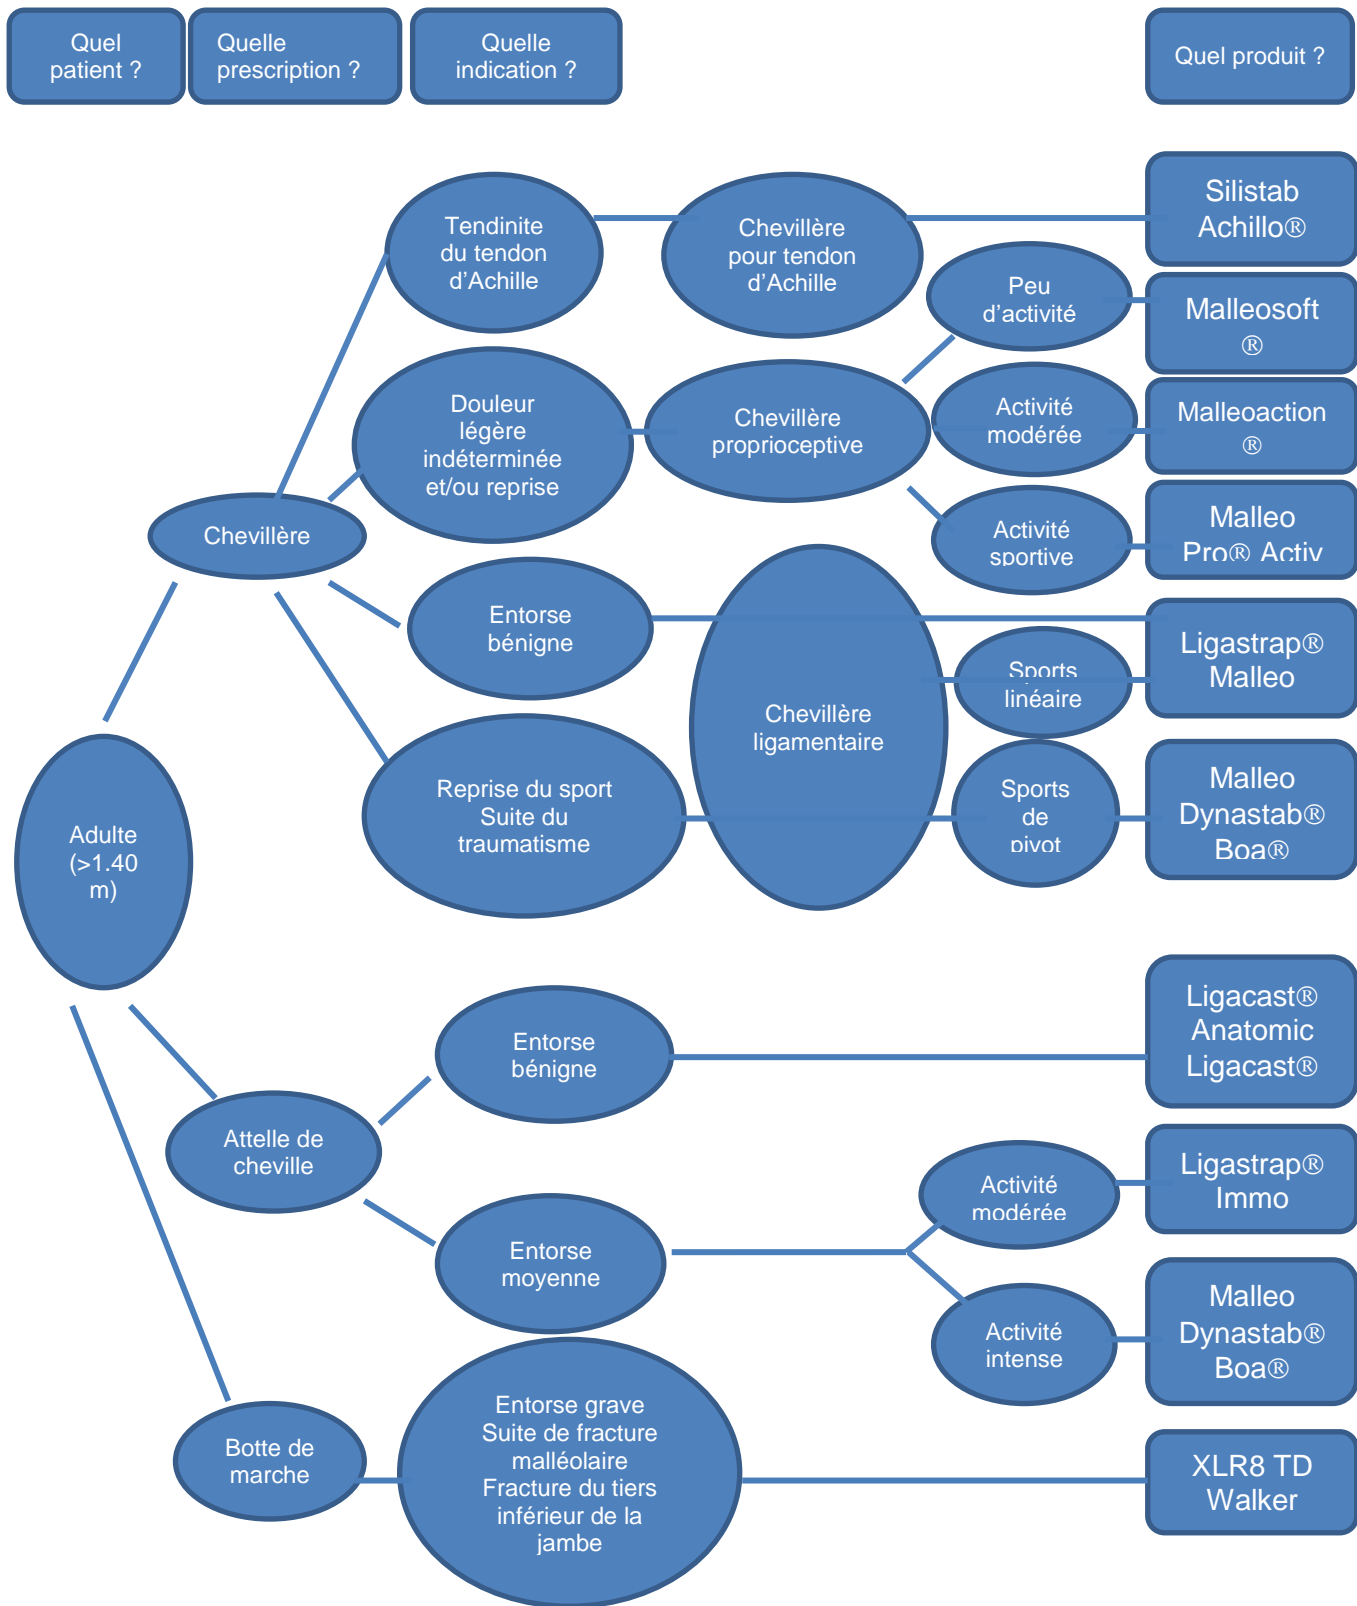 Quel
patient ?
Quelle
prescription ?
Quelle
indication ?
Quel produit ?
Tendinite
du tendon
d’Achille
Chevillère
pour tendon
d’Achille
Silistab
Achillo®
Peu
d’activité
Malleosoft
®
Douleur
légère
indéterminée
et/ou reprise
Chevillère
proprioceptive
Activité
modérée
Malleoaction
®
Activité
sportive
Malleo
Pro® Activ
Chevillère
Entorse
bénigne
Chevillère
ligamentaire
Sports
linéaire
Ligastrap®
Malleo
Reprise du sport
Suite du
traumatisme
Sports
de
pivot
Malleo
Dynastab®
Boa®
Adulte
(>1.40
m)
Entorse
bénigne
Ligacast®
Anatomic
Ligacast®
Attelle de
cheville
Entorse
moyenne
Activité
modérée
Ligastrap®
Immo
Activité
intense
Malleo
Dynastab®
Boa®
Botte de
marche
Entorse grave
Suite de fracture
malléolaire
Fracture du tiers
inférieur de la
jambe
XLR8 TD
Walker